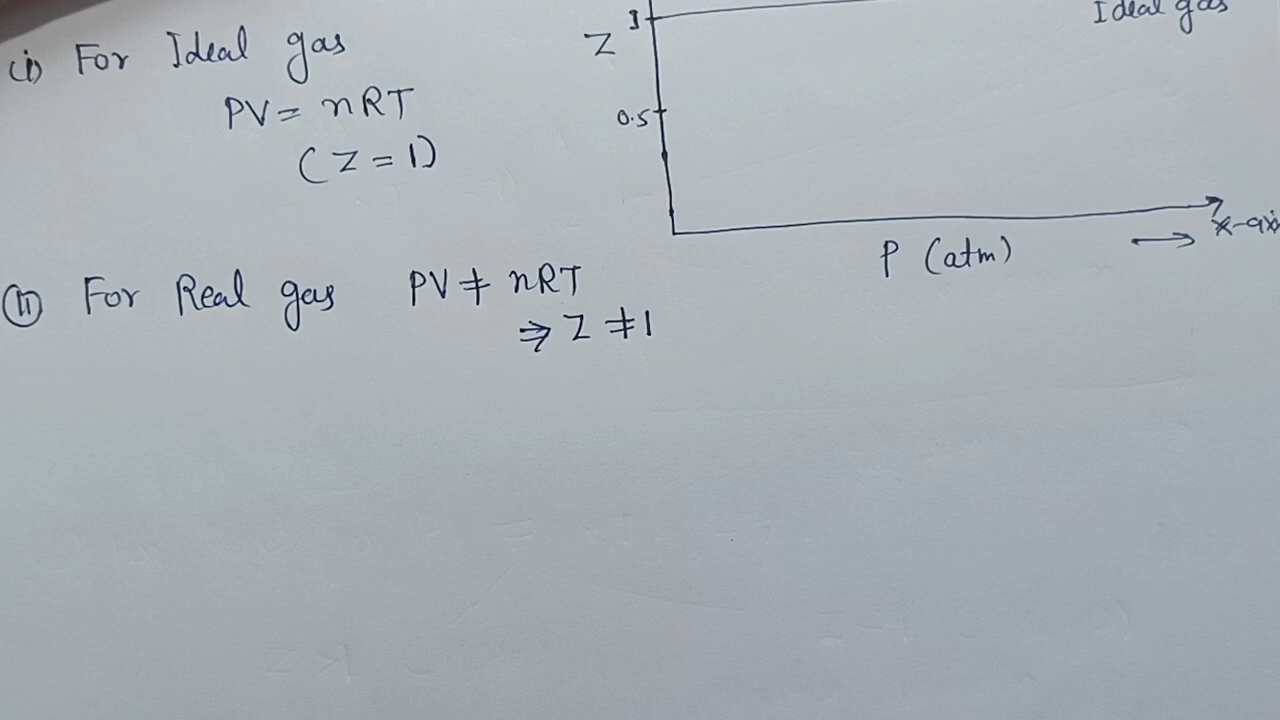 (i) For Ideal gas
PV = nRT
(Z = 1)
(ii) For Real gas PV ≠ nRT
⇒ Z ≠ 1
1
Z
0.5
Ideal gas
P (atm)
→ x-axis